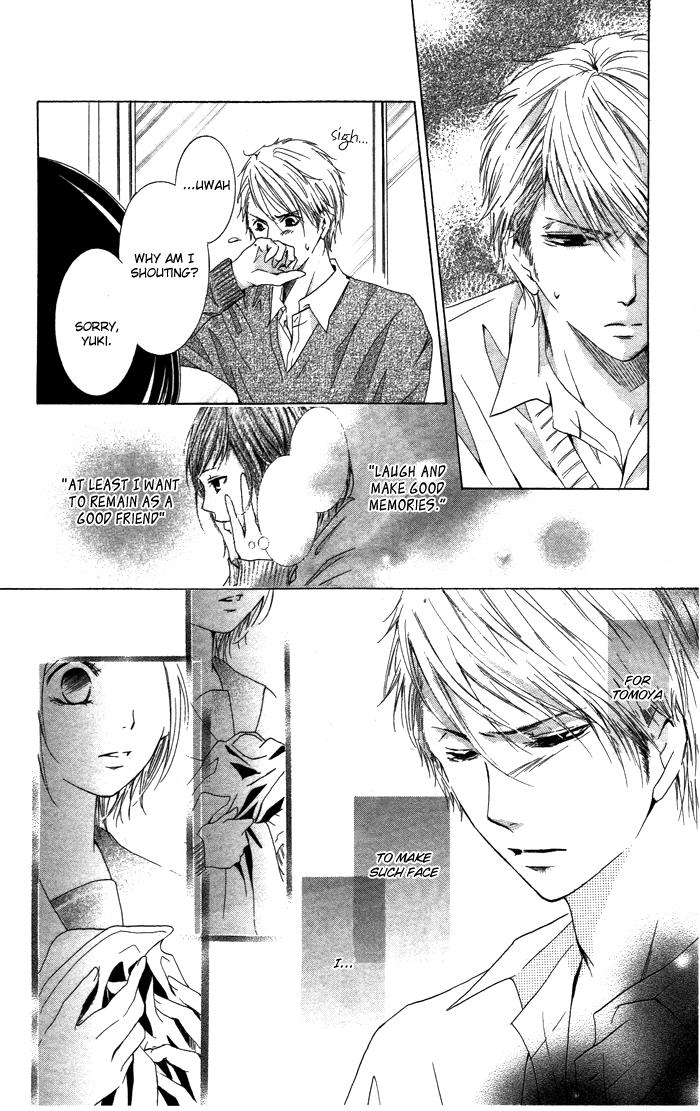 sigh...
...UWAH
WHY AM I
SHOUTING?
SORRY,
YUKI.
"LAUGH AND
MAKE GOOD
MEMORIES."
"AT LEAST I WANT
TO REMAIN AS A
GOOD FRIEND"
FOR
TOMOYA
TO MAKE
SUCH FACE
I...